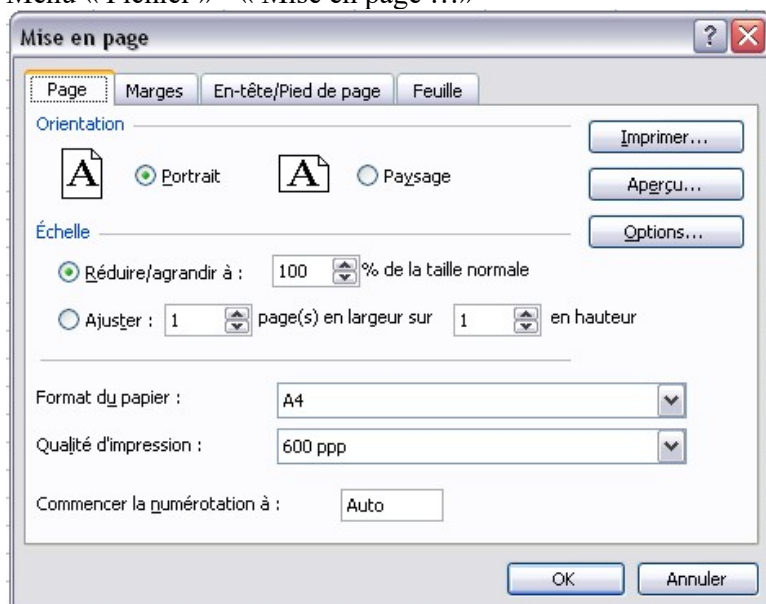 Menu « Fichier » « Mise en page …»
Mise en page
Page Marges En-tête/Pied de page Feuille
Orientation
Imprimer...
A Portrait A Paysage
Aperçu...
Échelle
Options...
Réduire/agrandir à : 100 % de la taille normale
Ajuster : 1 page(s) en largeur sur 1 en hauteur
Format du papier : A4
Qualité d'impression : 600 ppp
Commencer la numérotation à : Auto
OK Annuler